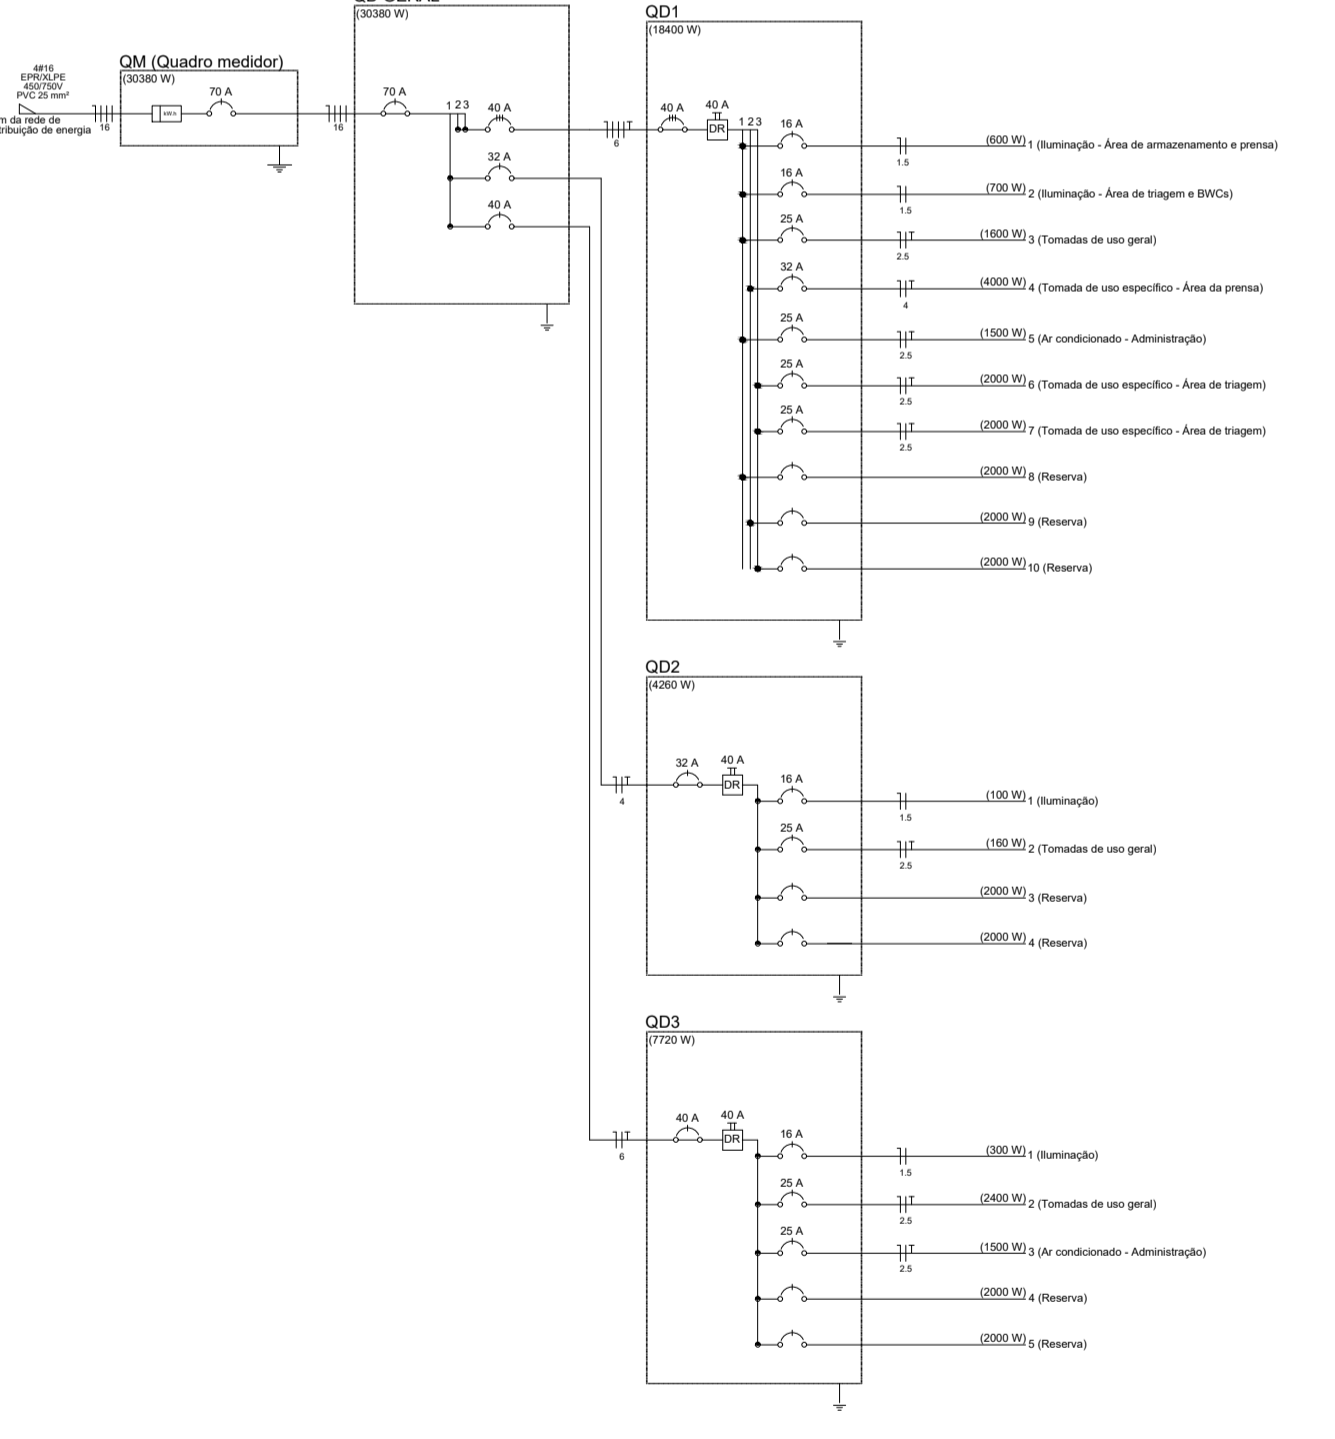 (30380 W)
QD1
(18400 W)
QM (Quadro medidor)
(30380 W)
4#16
EPR/XLPE
450/750V
PVC 25 mm²
da rede de
de energia
16
70 A
kW.h
16
70 A
1 2 3
40 A
32 A
40 A
6
40 A
40 A
DR
1 2 3
16 A
1.5
(600 W) 1 (Iluminação - Área de armazenamento e prensa)
16 A
1.5
(700 W) 2 (Iluminação - Área de triagem e BWCs)
25 A
2.5
(1600 W) 3 (Tomadas de uso geral)
32 A
4
(4000 W) 4 (Tomada de uso específico - Área da prensa)
25 A
2.5
(1500 W) 5 (Ar condicionado - Administração)
25 A
2.5
(2000 W) 6 (Tomada de uso específico - Área de triagem)
25 A
2.5
(2000 W) 7 (Tomada de uso específico - Área de triagem)
(2000 W) 8 (Reserva)
(2000 W) 9 (Reserva)
(2000 W) 10 (Reserva)
QD2
(4260 W)
4
32 A
40 A
DR
16 A
1.5
(100 W) 1 (Iluminação)
25 A
2.5
(160 W) 2 (Tomadas de uso geral)
(2000 W) 3 (Reserva)
(2000 W) 4 (Reserva)
QD3
(7720 W)
6
40 A
40 A
DR
16 A
1.5
(300 W) 1 (Iluminação)
25 A
2.5
(2400 W) 2 (Tomadas de uso geral)
25 A
2.5
(1500 W) 3 (Ar condicionado - Administração)
(2000 W) 4 (Reserva)
(2000 W) 5 (Reserva)